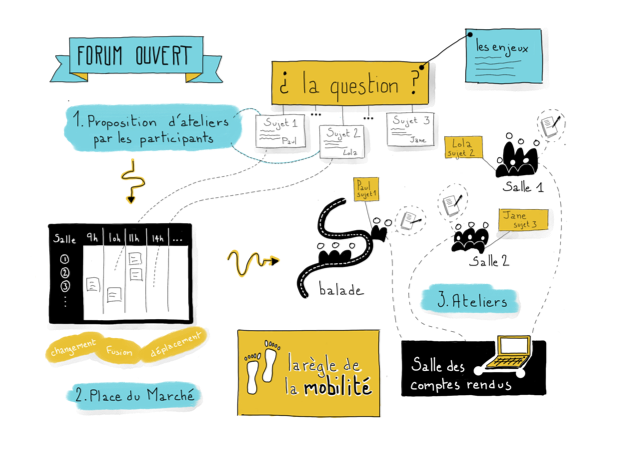 FORUM OUVERT
les enjeux
¿ la question ?
1. Proposition d'ateliers
par les participants
Sujet 1
Paul
...
Sujet 2
Lola
...
Sujet 3
Jane
Lola
sujet 2
Salle 1
Paul
sujet 1
Jane
sujet 3
Salle 2
balade
3. Ateliers
Salle 9h 10h 11h 14h ...
1
2
3
changement
Fusion
déplacement
2. Place du Marché
la règle de
la mobilité
Salle des
comptes rendus